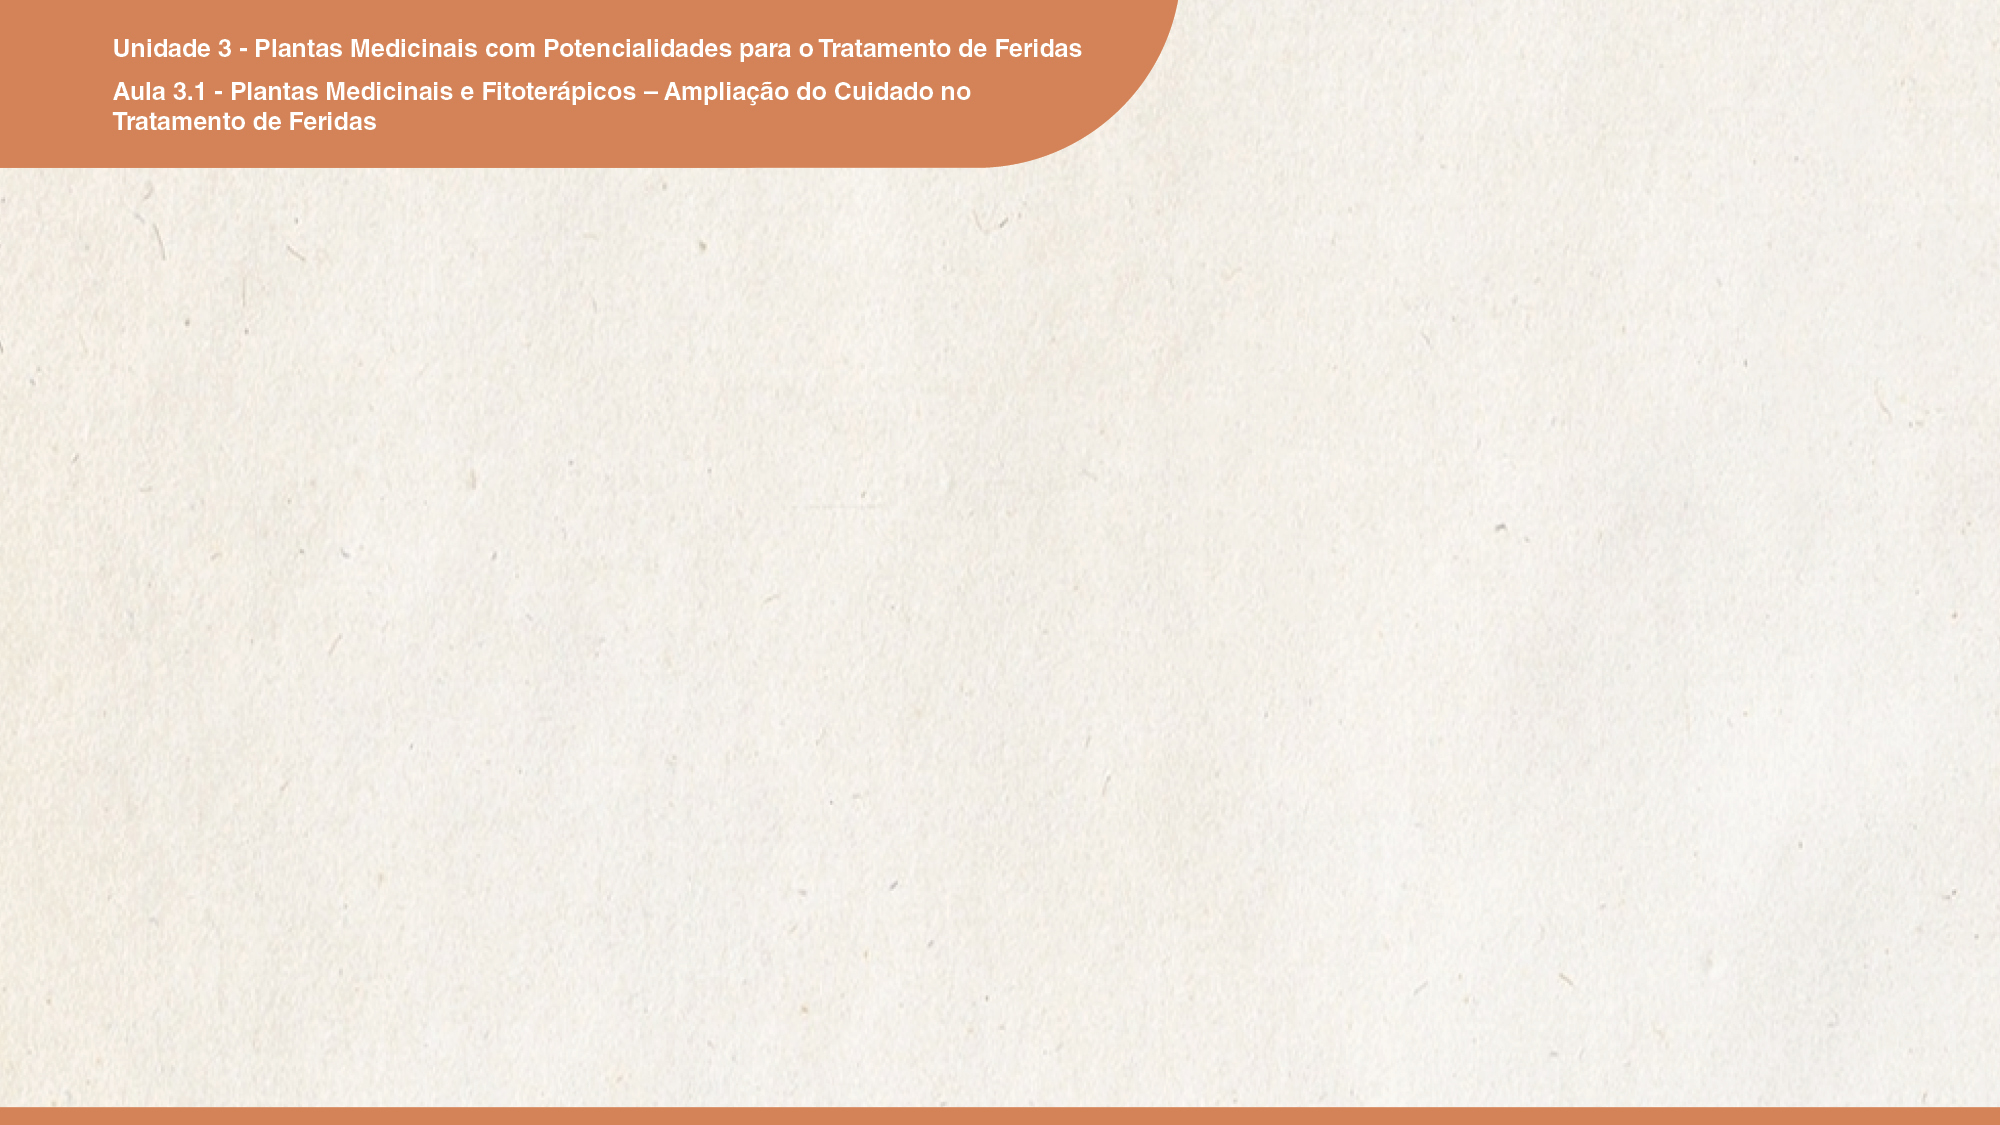 Unidade 3 - Plantas Medicinais com Potencialidades para o Tratamento de Feridas
Aula 3.1 - Plantas Medicinais e Fitoterápicos – Ampliação do Cuidado no
Tratamento de Feridas